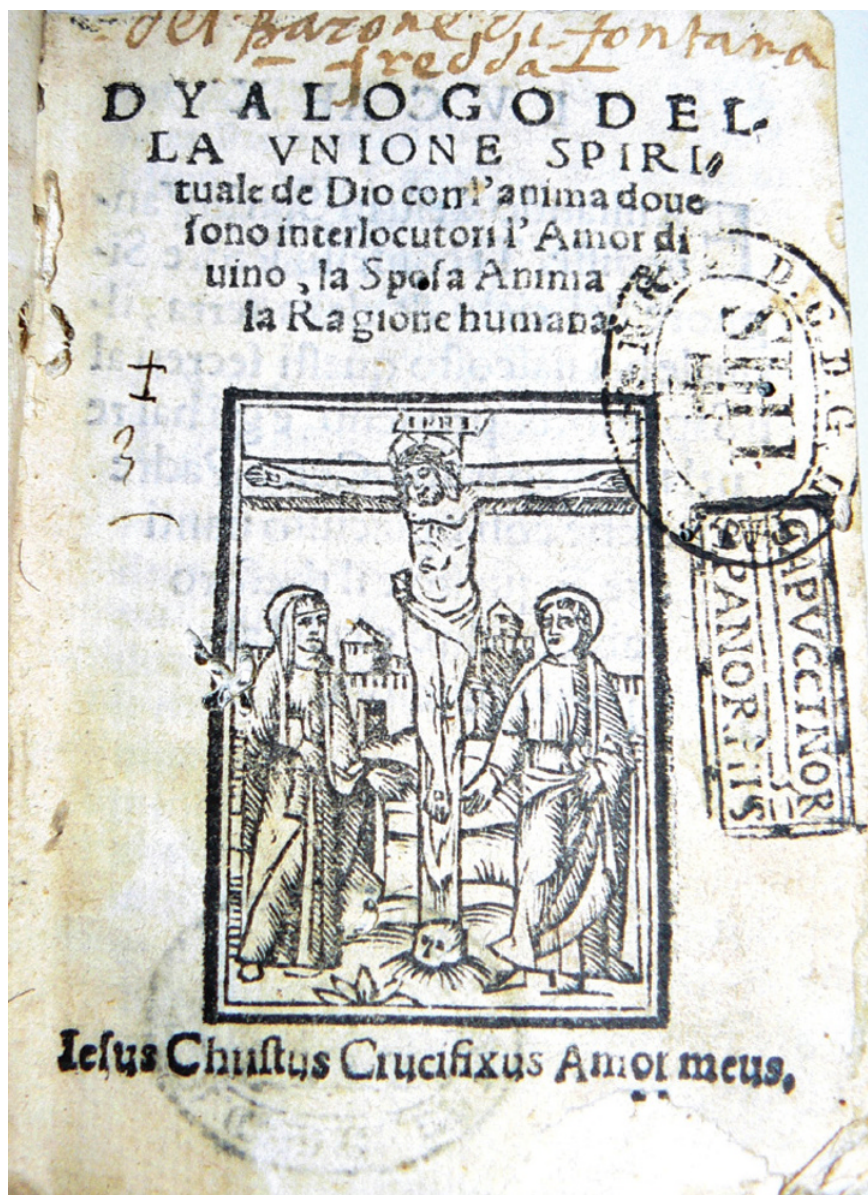 del Barone di fontana
fredda
DYALOGO DEL-
LA VNIONE SPIRI-
tuale de Dio con l'anima doue
sono interlocutori l'Amor di
uino, la Sposa Anima &
la Ragione humana
I
3
INRI
D. C. D. G.
CAPVCCINOR
PANORMIS
Iesus Christus Crucifixus Amor meus.